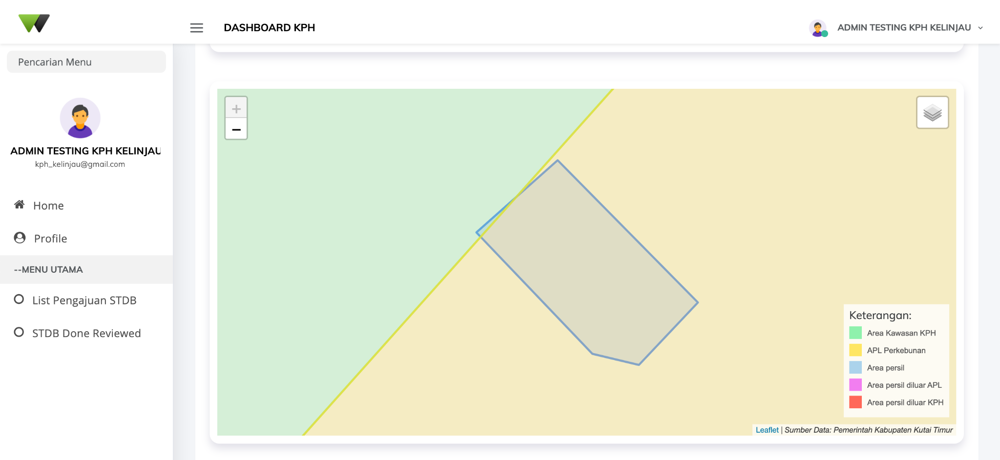 DASHBOARD KPH
ADMIN TESTING KPH KELINJAU
Pencarian Menu
ADMIN TESTING KPH KELINJAU
kph_kelinjau@gmail.com
Home
Profile
--MENU UTAMA
List Pengajuan STDB
STDB Done Reviewed
+
−
Keterangan:
Area Kawasan KPH
APL Perkebunan
Area persil
Area persil diluar APL
Area persil diluar KPH
Leaflet | Sumber Data: Pemerintah Kabupaten Kutai Timur